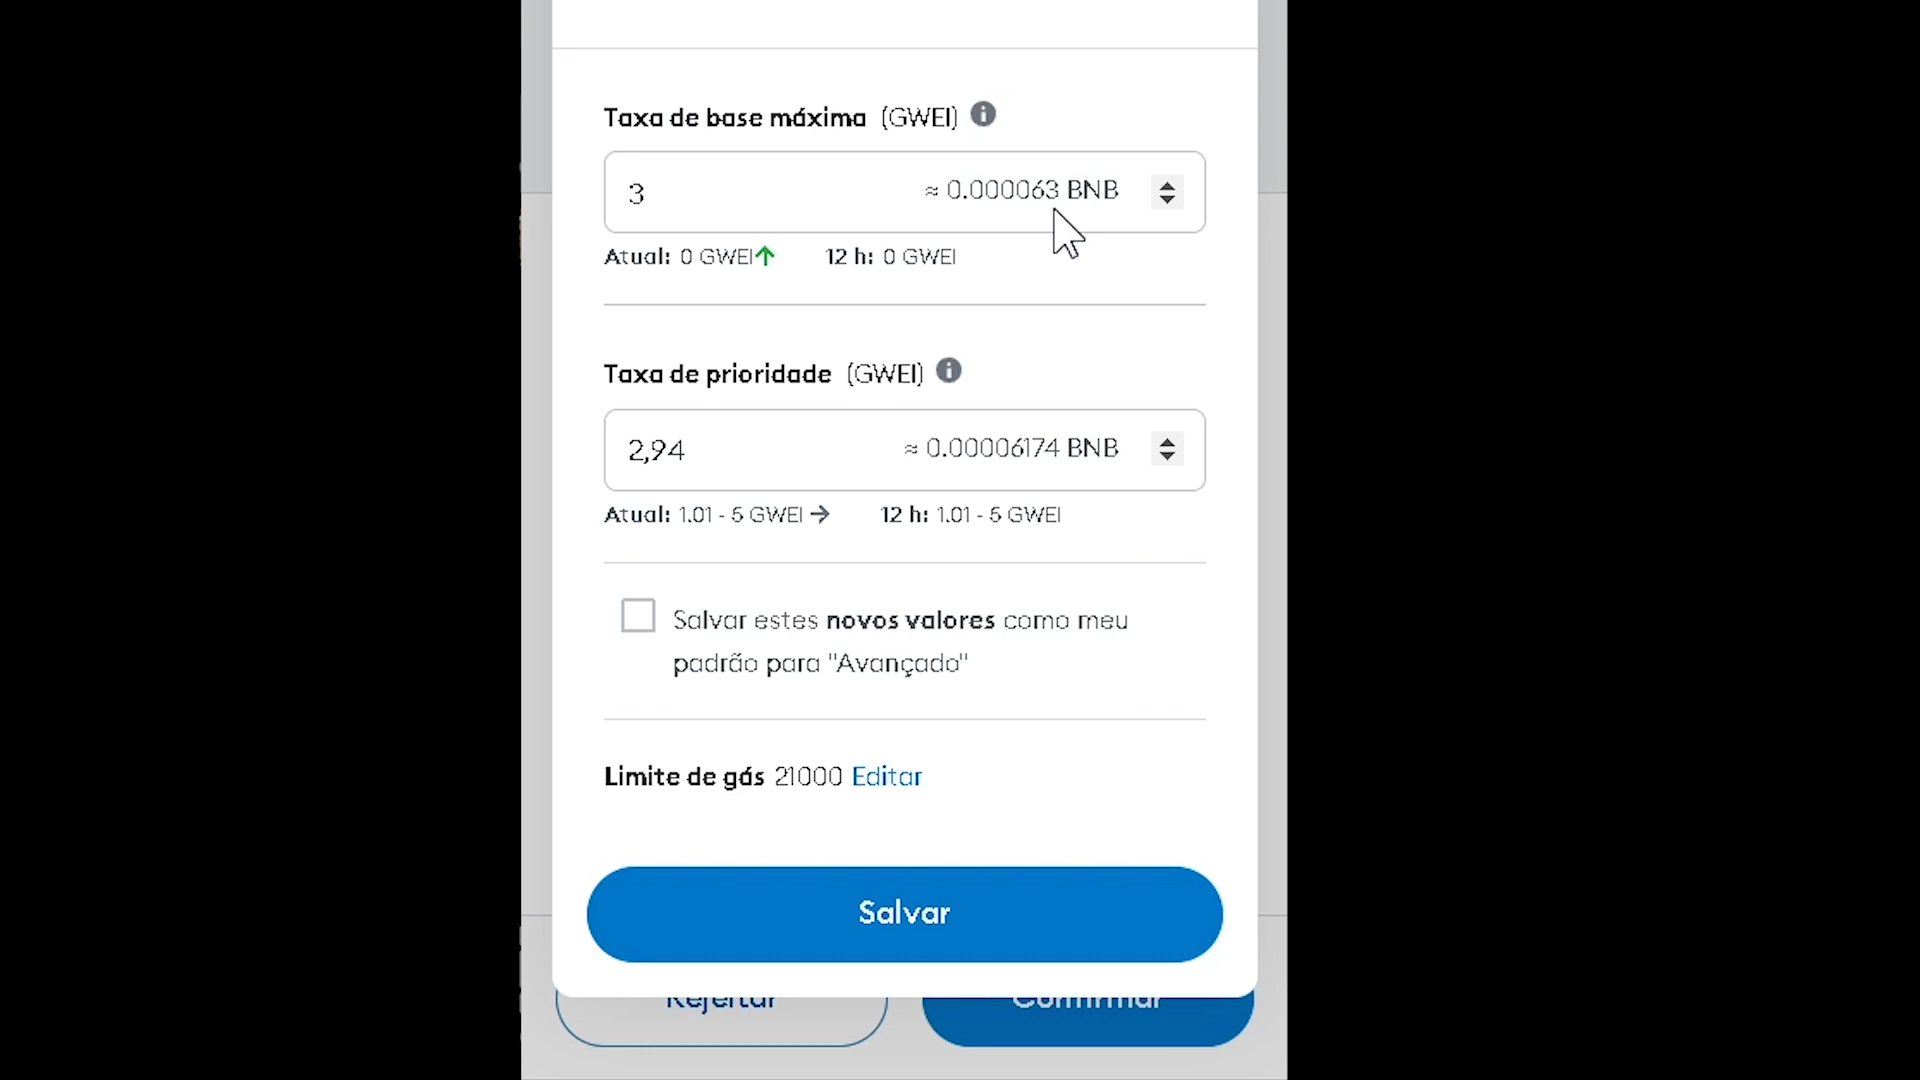 Taxa de base máxima (GWEI)
3 ≈ 0.000063 BNB
Atual: 0 GWEI 12 h: 0 GWEI
Taxa de prioridade (GWEI)
2,94 ≈ 0.00006174 BNB
Atual: 1.01 - 5 GWEI 12 h: 1.01 - 5 GWEI
Salvar estes novos valores como meu
padrão para "Avançado"
Limite de gás 21000 Editar
Salvar
Rejeitar Confirmar